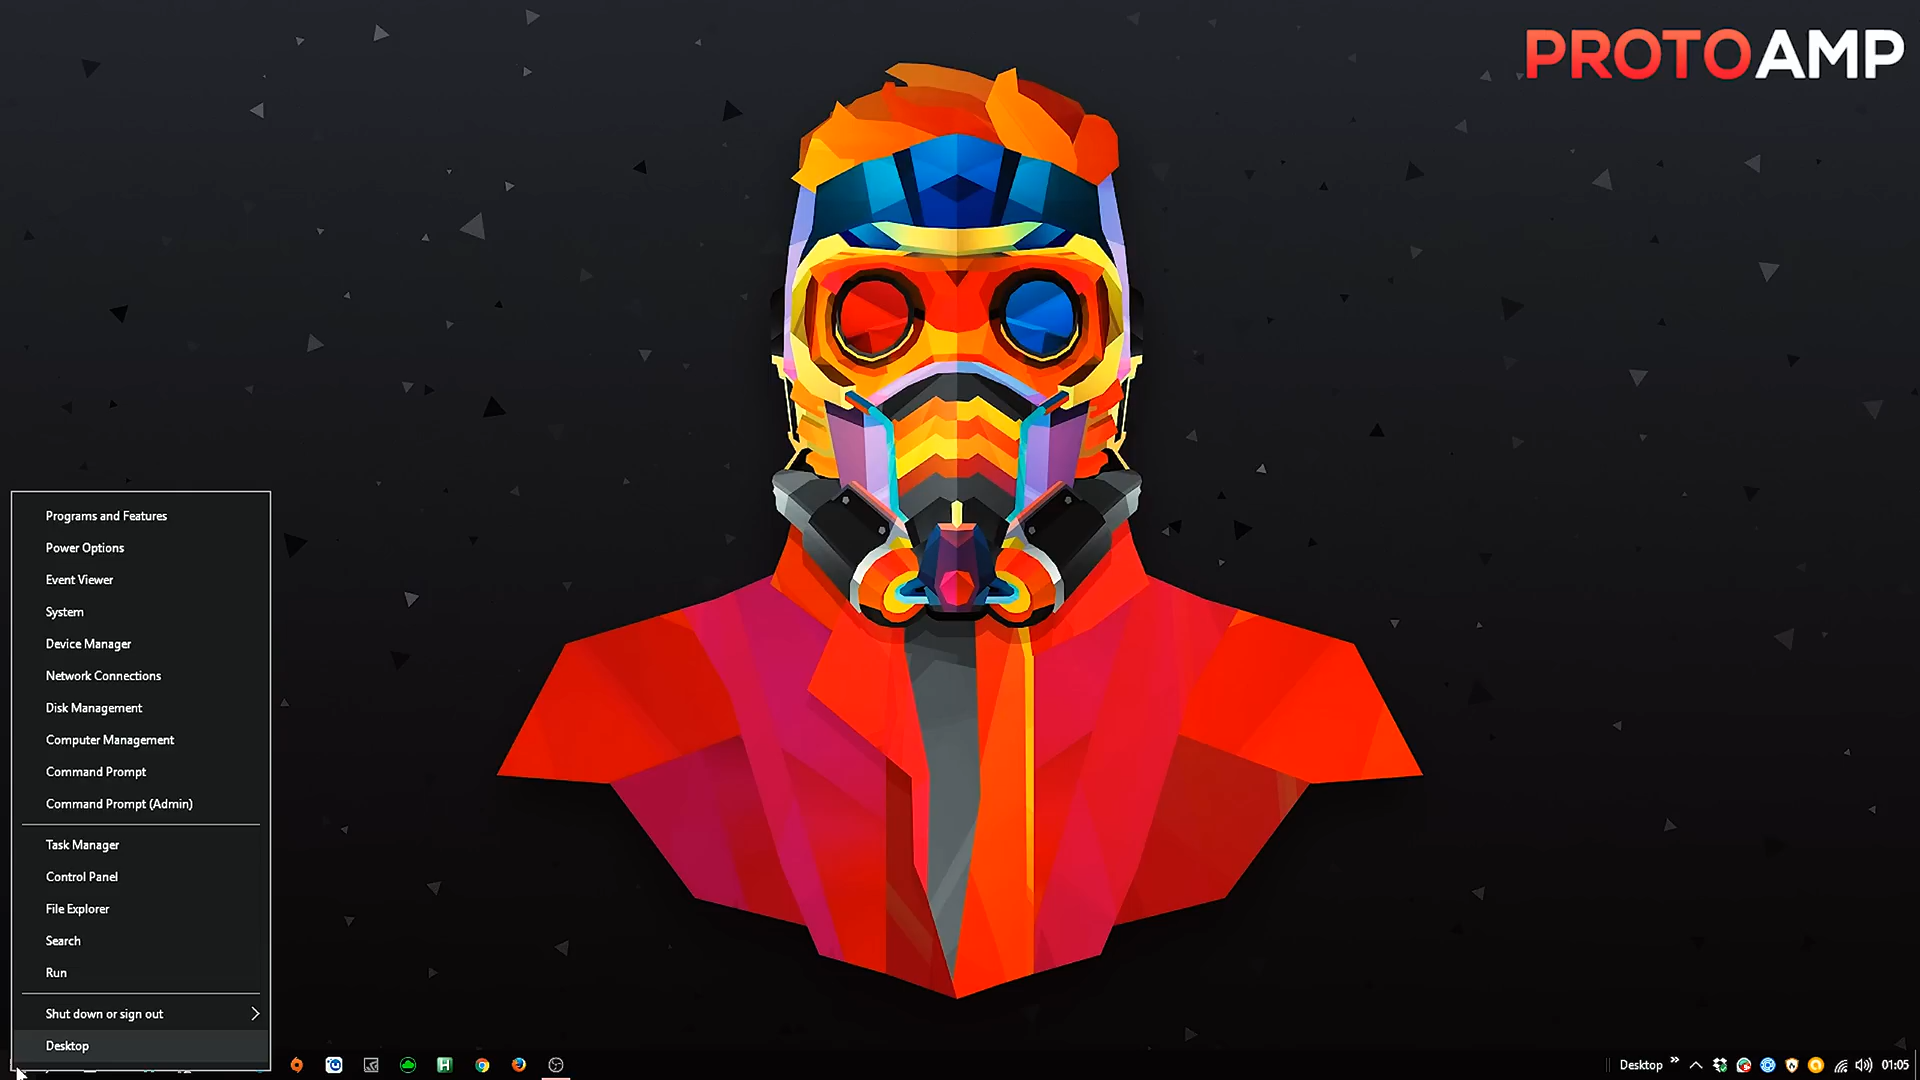 PROTOAMP
Programs and Features
Power Options
Event Viewer
System
Device Manager
Network Connections
Disk Management
Computer Management
Command Prompt
Command Prompt (Admin)
Task Manager
Control Panel
File Explorer
Search
Run
Shut down or sign out
Desktop
Desktop » 01:05